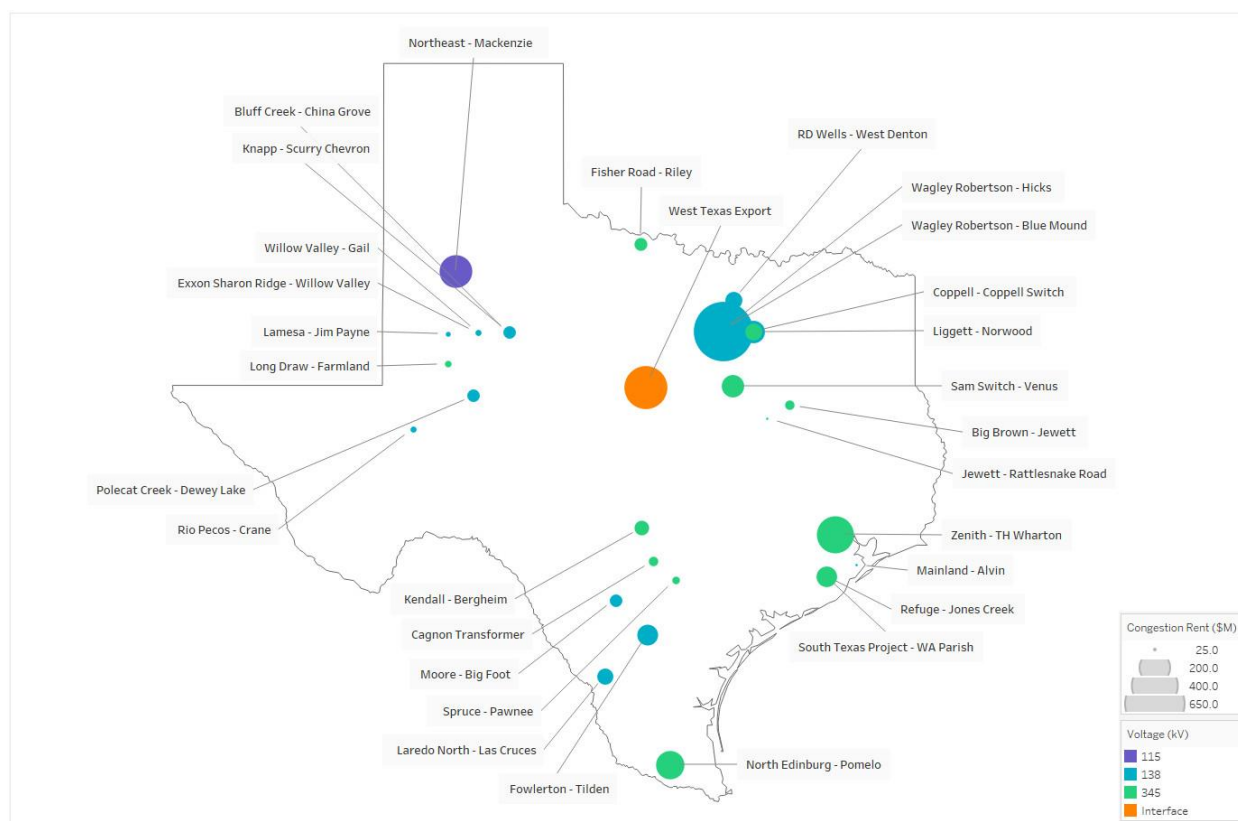 Northeast - Mackenzie
Bluff Creek - China Grove
Knapp - Scurry Chevron
RD Wells - West Denton
Fisher Road - Riley
Wagley Robertson - Hicks
West Texas Export
Wagley Robertson - Blue Mound
Willow Valley - Gail
Exxon Sharon Ridge - Willow Valley
Coppell - Coppell Switch
Lamesa - Jim Payne
Liggett - Norwood
Long Draw - Farmland
Sam Switch - Venus
Big Brown - Jewett
Jewett - Rattlesnake Road
Polecat Creek - Dewey Lake
Rio Pecos - Crane
Zenith - TH Wharton
Mainland - Alvin
Kendall - Bergheim
Refuge - Jones Creek
Cagnon Transformer
South Texas Project - WA Parish
Moore - Big Foot
Spruce - Pawnee
Laredo North - Las Cruces
North Edinburg - Pomelo
Fowlerton - Tilden
Congestion Rent ($M)
25.0
200.0
400.0
650.0
Voltage (kV)
115
138
345
Interface